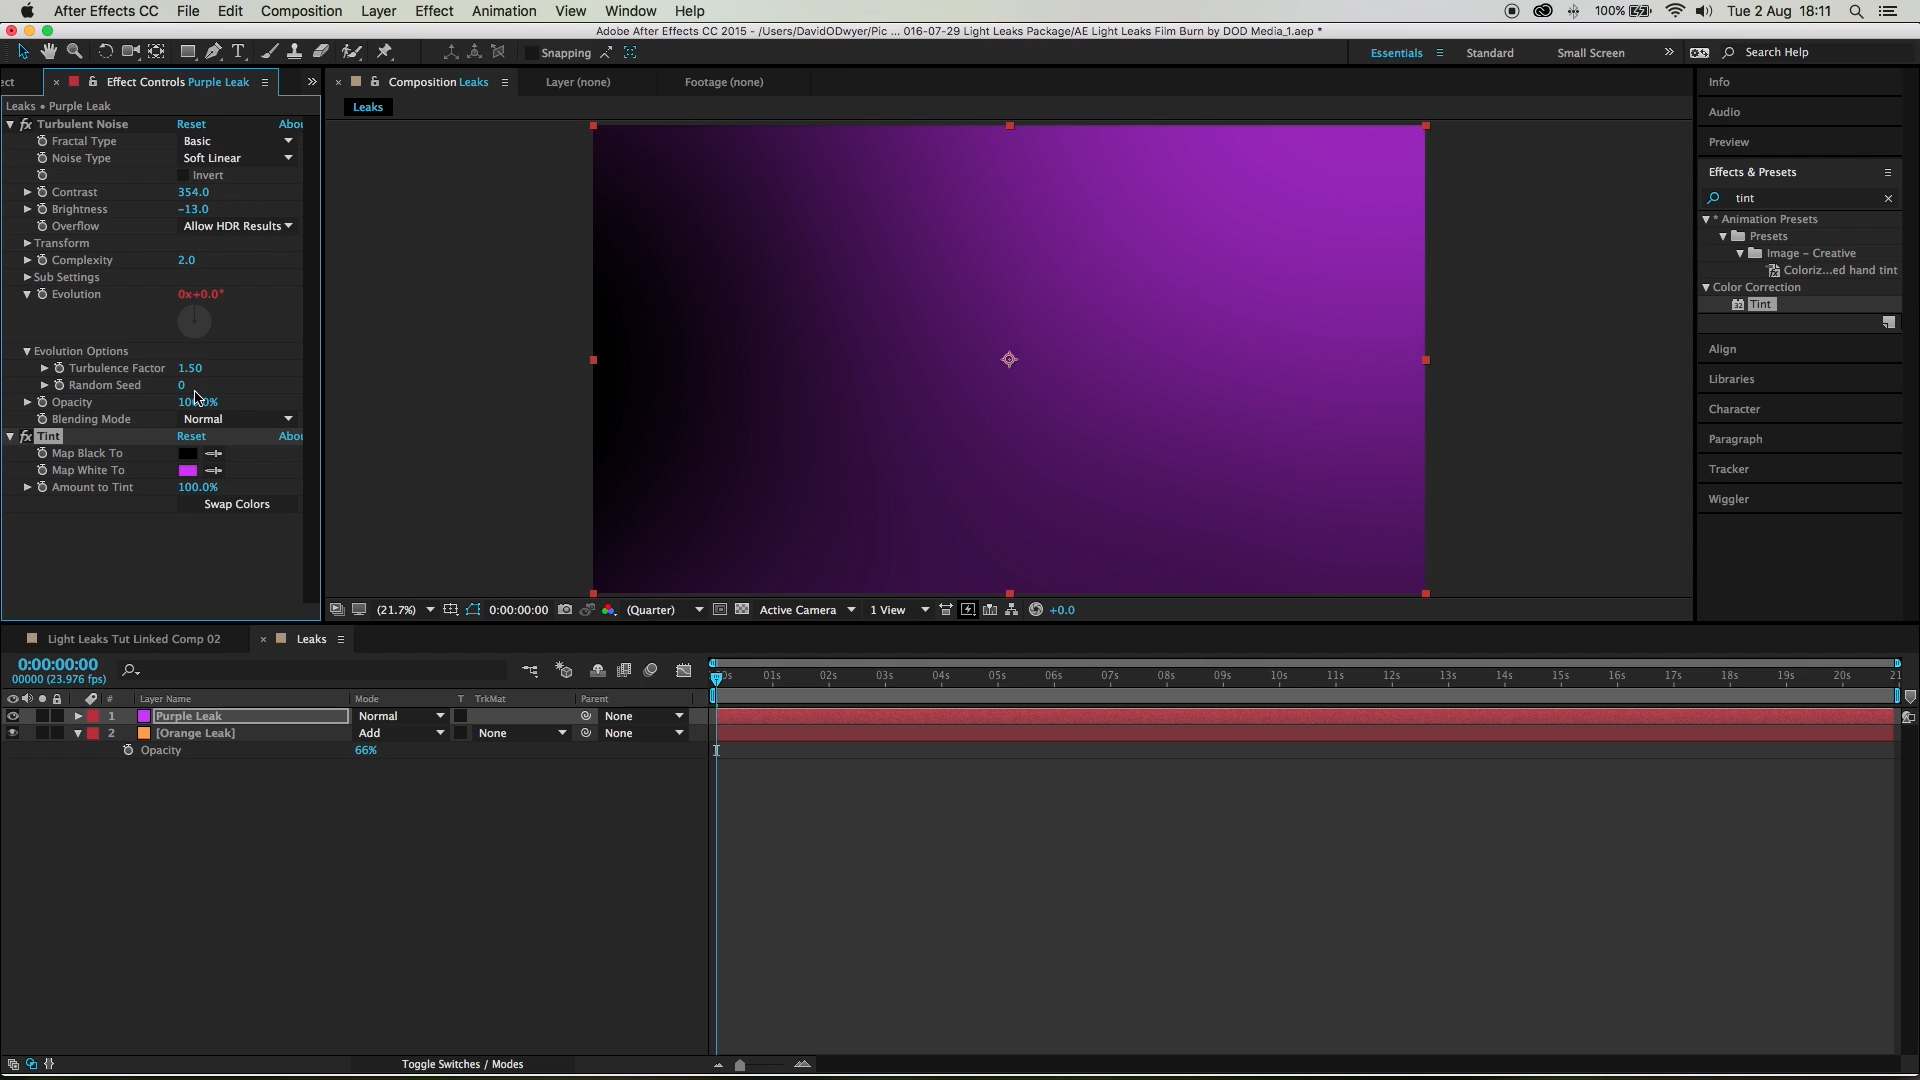 After Effects CC File Edit Composition Layer Effect Animation View Window Help 100% Tue 2 Aug 18:11
Adobe After Effects CC 2015 - /Users/DavidODwyer/Pic ... 016-07-29 Light Leaks Package/AE Light Leaks Film Burn by DOD Media_1.aep *
Snapping Essentials Standard Small Screen Search Help
ect Effect Controls Purple Leak Composition Leaks Layer (none) Footage (none)
Leaks • Purple Leak
Leaks
Turbulent Noise Reset Abou
Fractal Type Basic
Noise Type Soft Linear
Invert
Contrast 354.0
Brightness -13.0
Overflow Allow HDR Results
Transform
Complexity 2.0
Sub Settings
Evolution 0x+0.0°
Evolution Options
Turbulence Factor 1.50
Random Seed 0
Opacity
Blending Mode Normal
Tint Reset Abou
Map Black To
Map White To
Amount to Tint 100.0%
Swap Colors
Info
Audio
Preview
Effects & Presets
tint
* Animation Presets
Presets
Image - Creative
Coloriz...ed hand tint
Color Correction
32 Tint
Align
Libraries
Character
Paragraph
Tracker
Wiggler
(21.7%) 0:00:00:00 (Quarter) Active Camera 1 View +0.0
Light Leaks Tut Linked Comp 02 Leaks
0:00:00:00
00000 (23.976 fps)
01s 02s 03s 04s 05s 06s 07s 08s 09s 10s 11s 12s 13s 14s 15s 16s 17s 18s 19s 20s 21
# Layer Name Mode T TrkMat Parent
1 Purple Leak Normal None
2 [Orange Leak] Add None None
Opacity 66%
Toggle Switches / Modes